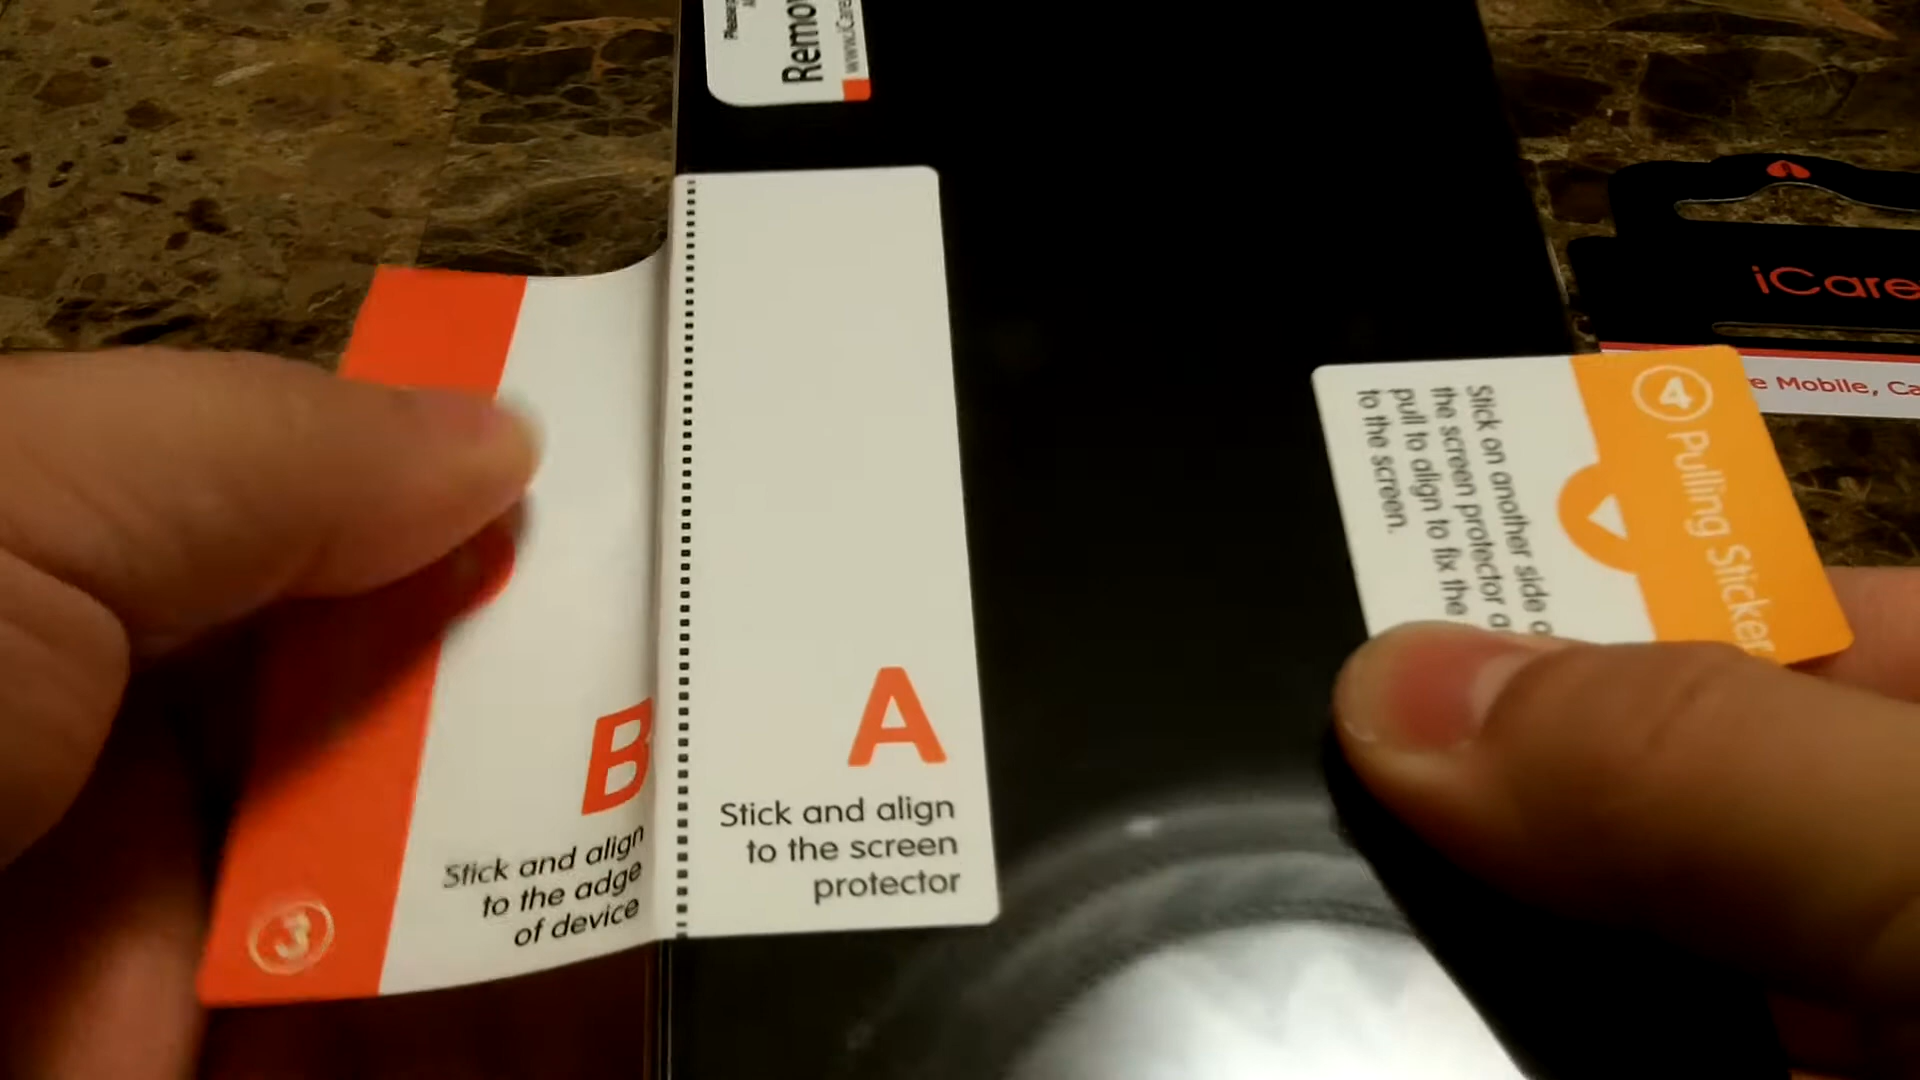 Please
Remov
www.iCare
B
Stick and align
to the adge
of device
3
A
Stick and align
to the screen
protector
4 Pulling Sticker
Stick on another side o
the screen protector a
pull to align to fix the
to the screen.
iCare
e Mobile, Ca